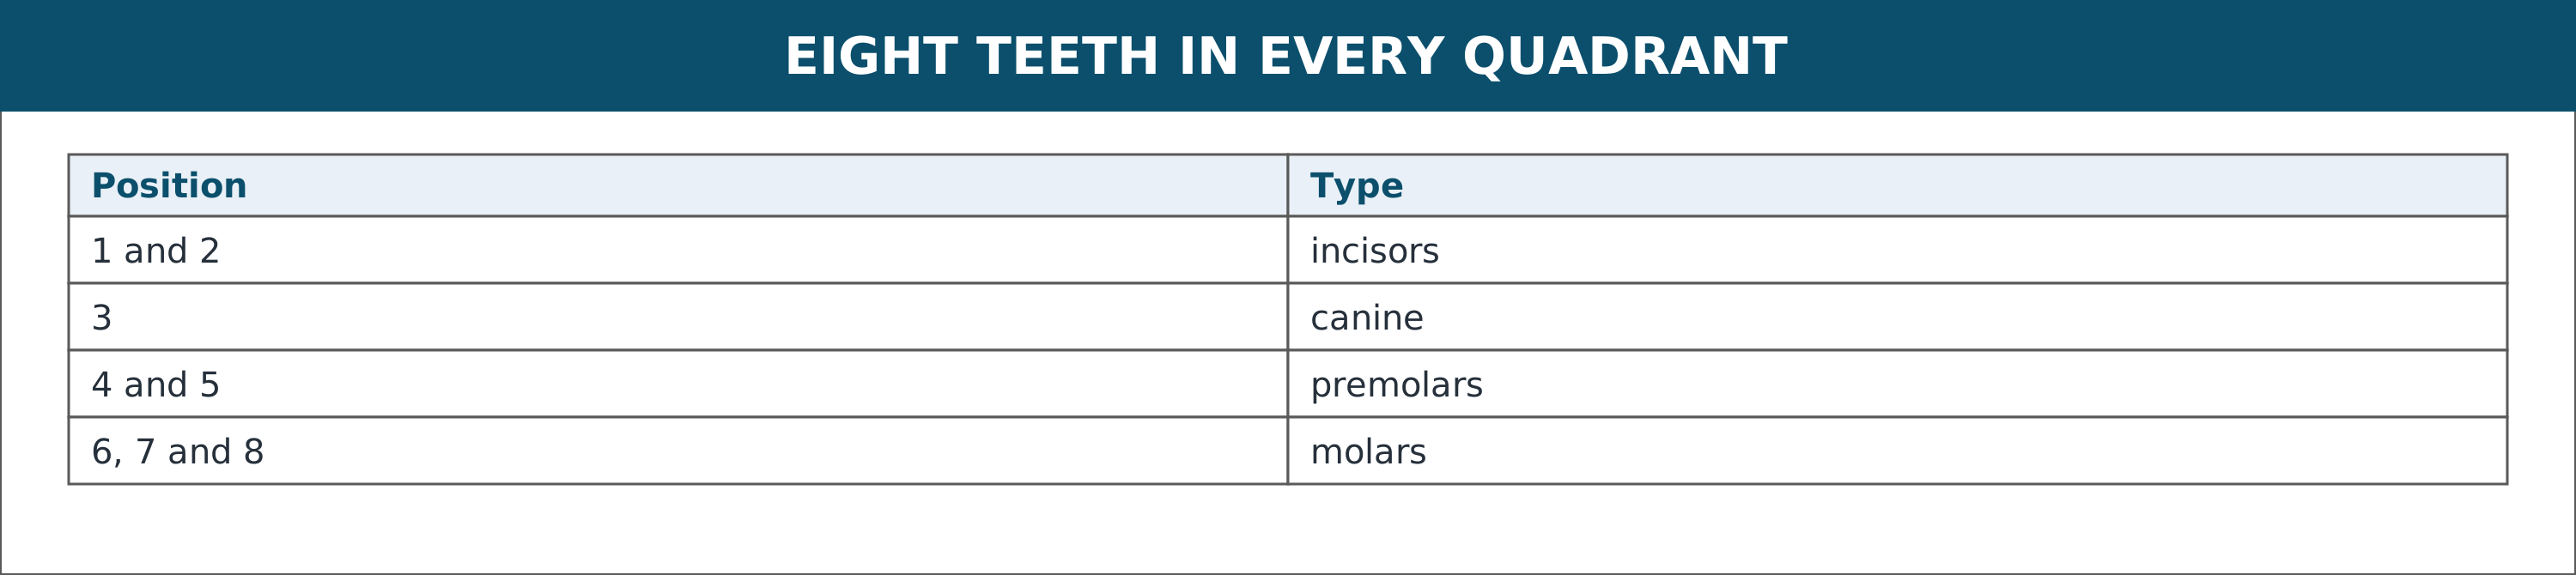 EIGHT TEETH IN EVERY QUADRANT
Position Type
1 and 2 incisors
3 canine
4 and 5 premolars
6, 7 and 8 molars